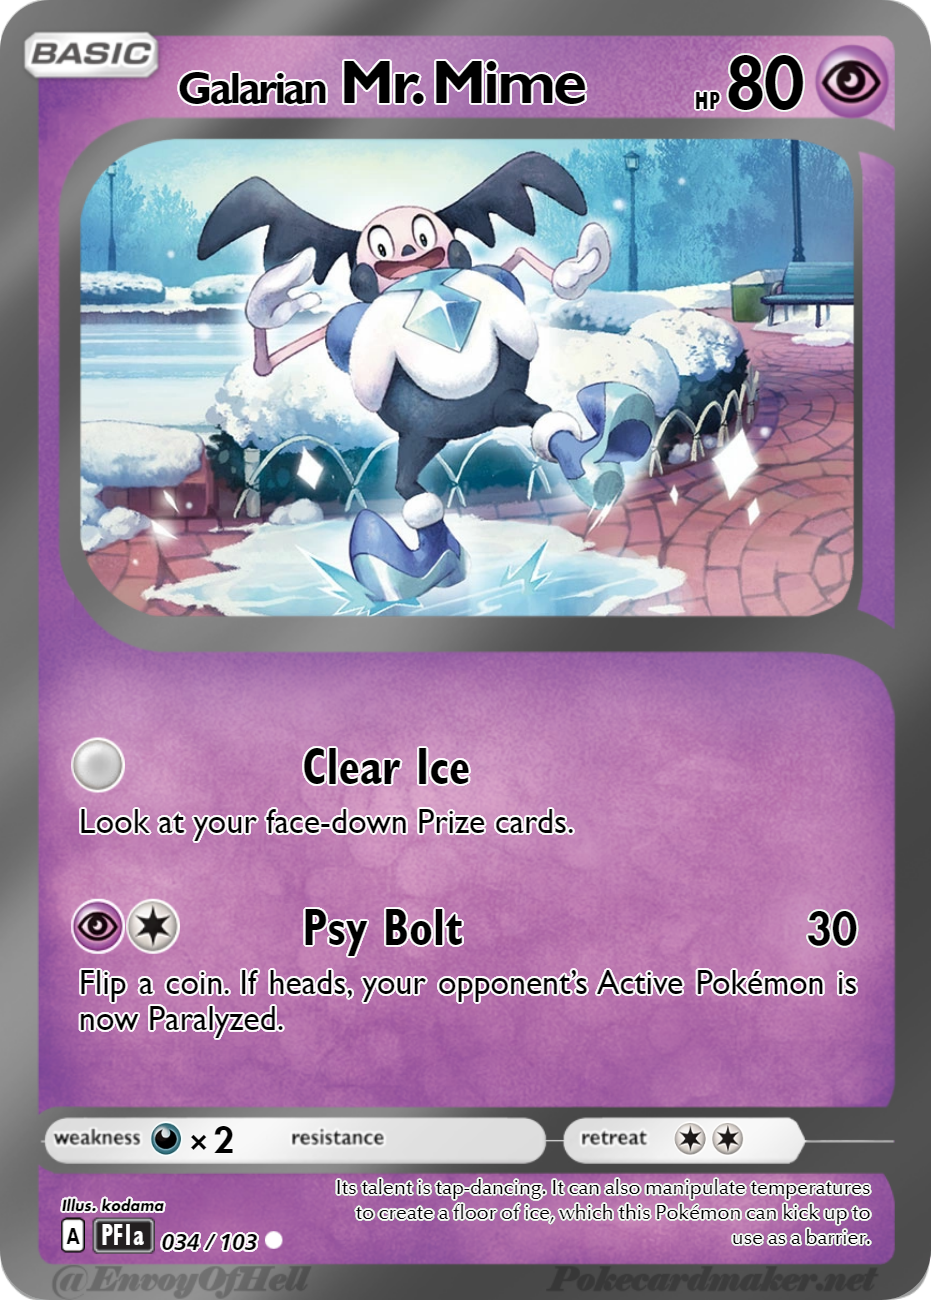 BASIC
Galarian Mr. Mime HP 80
Clear Ice
Look at your face-down Prize cards.
Psy Bolt 30
Flip a coin. If heads, your opponent's Active Pokémon is
now Paralyzed.
weakness × 2 resistance retreat
Its talent is tap-dancing. It can also manipulate temperatures
to create a floor of ice, which this Pokémon can kick up to
use as a barrier.
Illus. kodama
A PF1a 034 / 103
@EnvoyOfHell Pokecardmaker.net